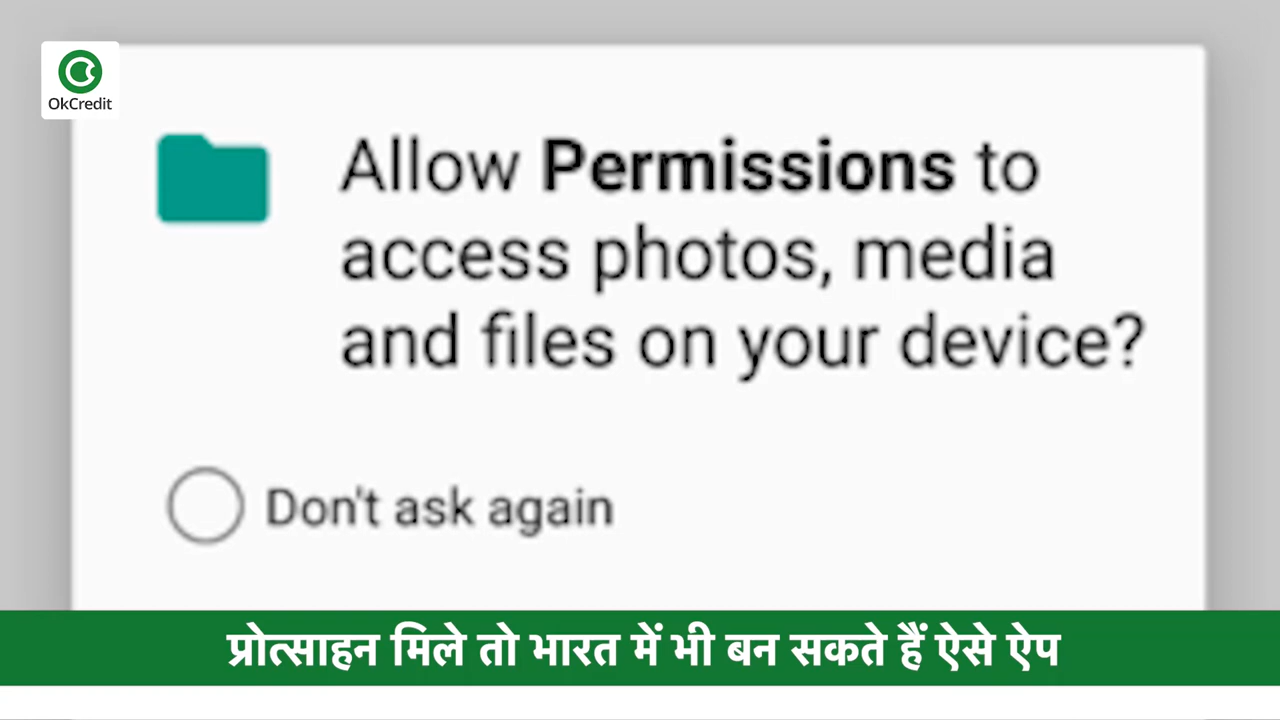 OkCredit
Allow Permissions to
access photos, media
and files on your device?
Don't ask again
प्रोत्साहन मिले तो भारत में भी बन सकते हैं ऐसे ऐप